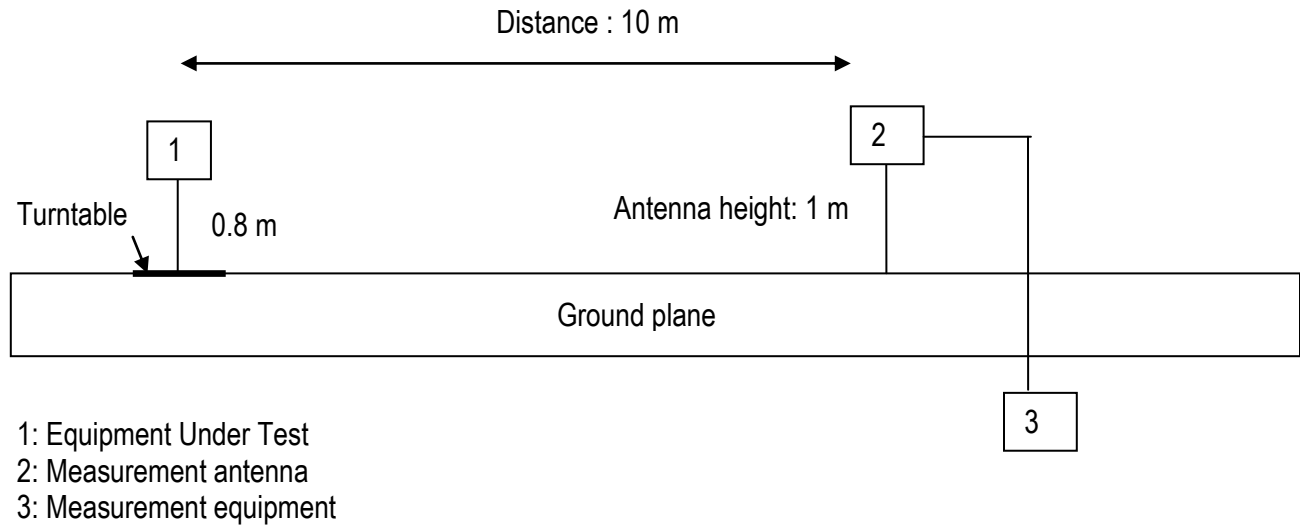 Distance : 10 m
1
2
Turntable
0.8 m
Antenna height: 1 m
Ground plane
3
1: Equipment Under Test
2: Measurement antenna
3: Measurement equipment